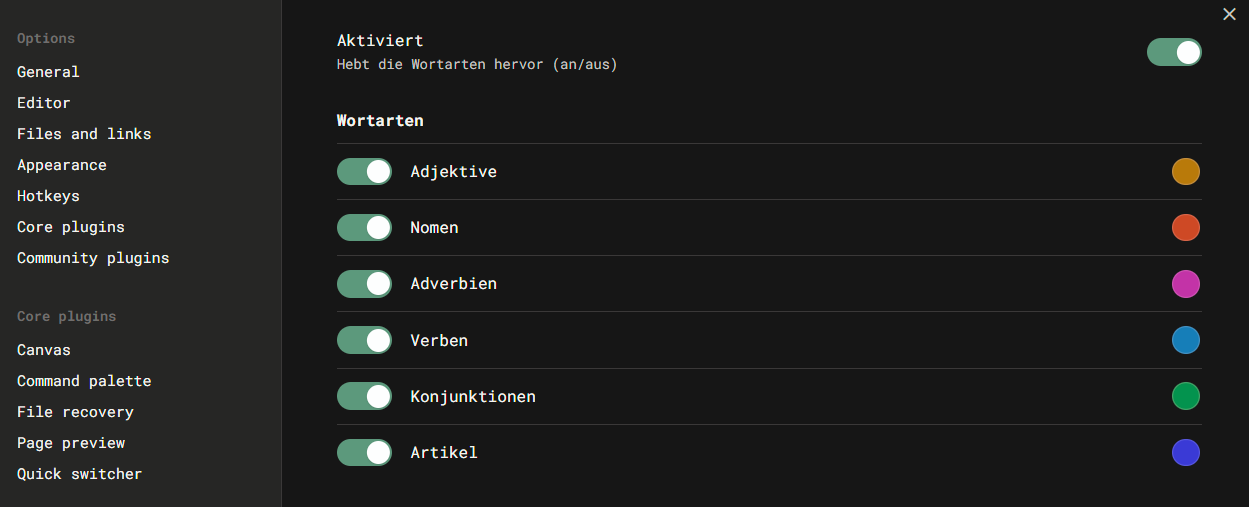 Options
General
Editor
Files and links
Appearance
Hotkeys
Core plugins
Community plugins
Core plugins
Canvas
Command palette
File recovery
Page preview
Quick switcher
Aktiviert
Hebt die Wortarten hervor (an/aus)
Wortarten
Adjektive
Nomen
Adverbien
Verben
Konjunktionen
Artikel